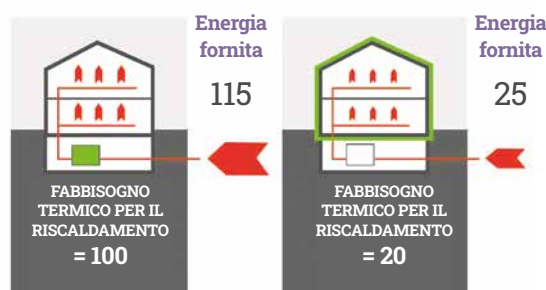 Energia
fornita
115
FABBISOGNO
TERMICO PER IL
RISCALDAMENTO
= 100
Energia
fornita
25
FABBISOGNO
TERMICO PER IL
RISCALDAMENTO
= 20